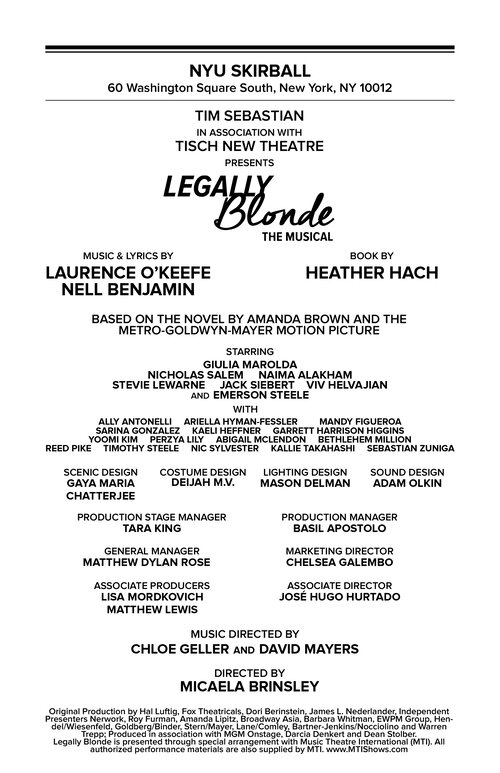 NYU SKIRBALL
60 Washington Square South, New York, NY 10012
TIM SEBASTIAN
IN ASSOCIATION WITH
TISCH NEW THEATRE
PRESENTS
LEGALLY
Blonde
THE MUSICAL
MUSIC & LYRICS BY
LAURENCE O'KEEFE
NELL BENJAMIN
BOOK BY
HEATHER HACH
BASED ON THE NOVEL BY AMANDA BROWN AND THE
METRO-GOLDWYN-MAYER MOTION PICTURE
STARRING
GIULIA MAROLDA
NICHOLAS SALEM NAIMA ALAKHAM
STEVIE LEWARNE JACK SIEBERT VIV HELVAJIAN
AND EMERSON STEELE
WITH
ALLY ANTONELLI ARIELLA HYMAN-FESSLER MANDY FIGUEROA
SARINA GONZALEZ KAELI HEFFNER GARRETT HARRISON HIGGINS
YOOMI KIM PERZYA LILY ABIGAIL MCLENDON BETHLEHEM MILLION
REED PIKE TIMOTHY STEELE NIC SYLVESTER KALLIE TAKAHASHI SEBASTIAN ZUNIGA
SCENIC DESIGN
GAYA MARIA
CHATTERJEE
COSTUME DESIGN
DEIJAH M.V.
LIGHTING DESIGN
MASON DELMAN
SOUND DESIGN
ADAM OLKIN
PRODUCTION STAGE MANAGER
TARA KING
PRODUCTION MANAGER
BASIL APOSTOLO
GENERAL MANAGER
MATTHEW DYLAN ROSE
MARKETING DIRECTOR
CHELSEA GALEMBO
ASSOCIATE PRODUCERS
LISA MORDKOVICH
MATTHEW LEWIS
ASSOCIATE DIRECTOR
JOSÉ HUGO HURTADO
MUSIC DIRECTED BY
CHLOE GELLER AND DAVID MAYERS
DIRECTED BY
MICAELA BRINSLEY
Original Production by Hal Luftig, Fox Theatricals, Dori Berinstein, James L. Nederlander, Independent
Presenters Nerwork, Roy Furman, Amanda Lipitz, Broadway Asia, Barbara Whitman, EWPM Group, Hen-
del/Wiesenfeld, Goldberg/Binder, Stern/Mayer, Lane/Comley, Bartner-Jenkins/Nocciolino and Warren
Trepp; Produced in association with MGM Onstage, Darcia Denkert and Dean Stolber.
Legally Blonde is presented through special arrangement with Music Theatre International (MTI). All
authorized performance materials are also supplied by MTI. www.MTIShows.com